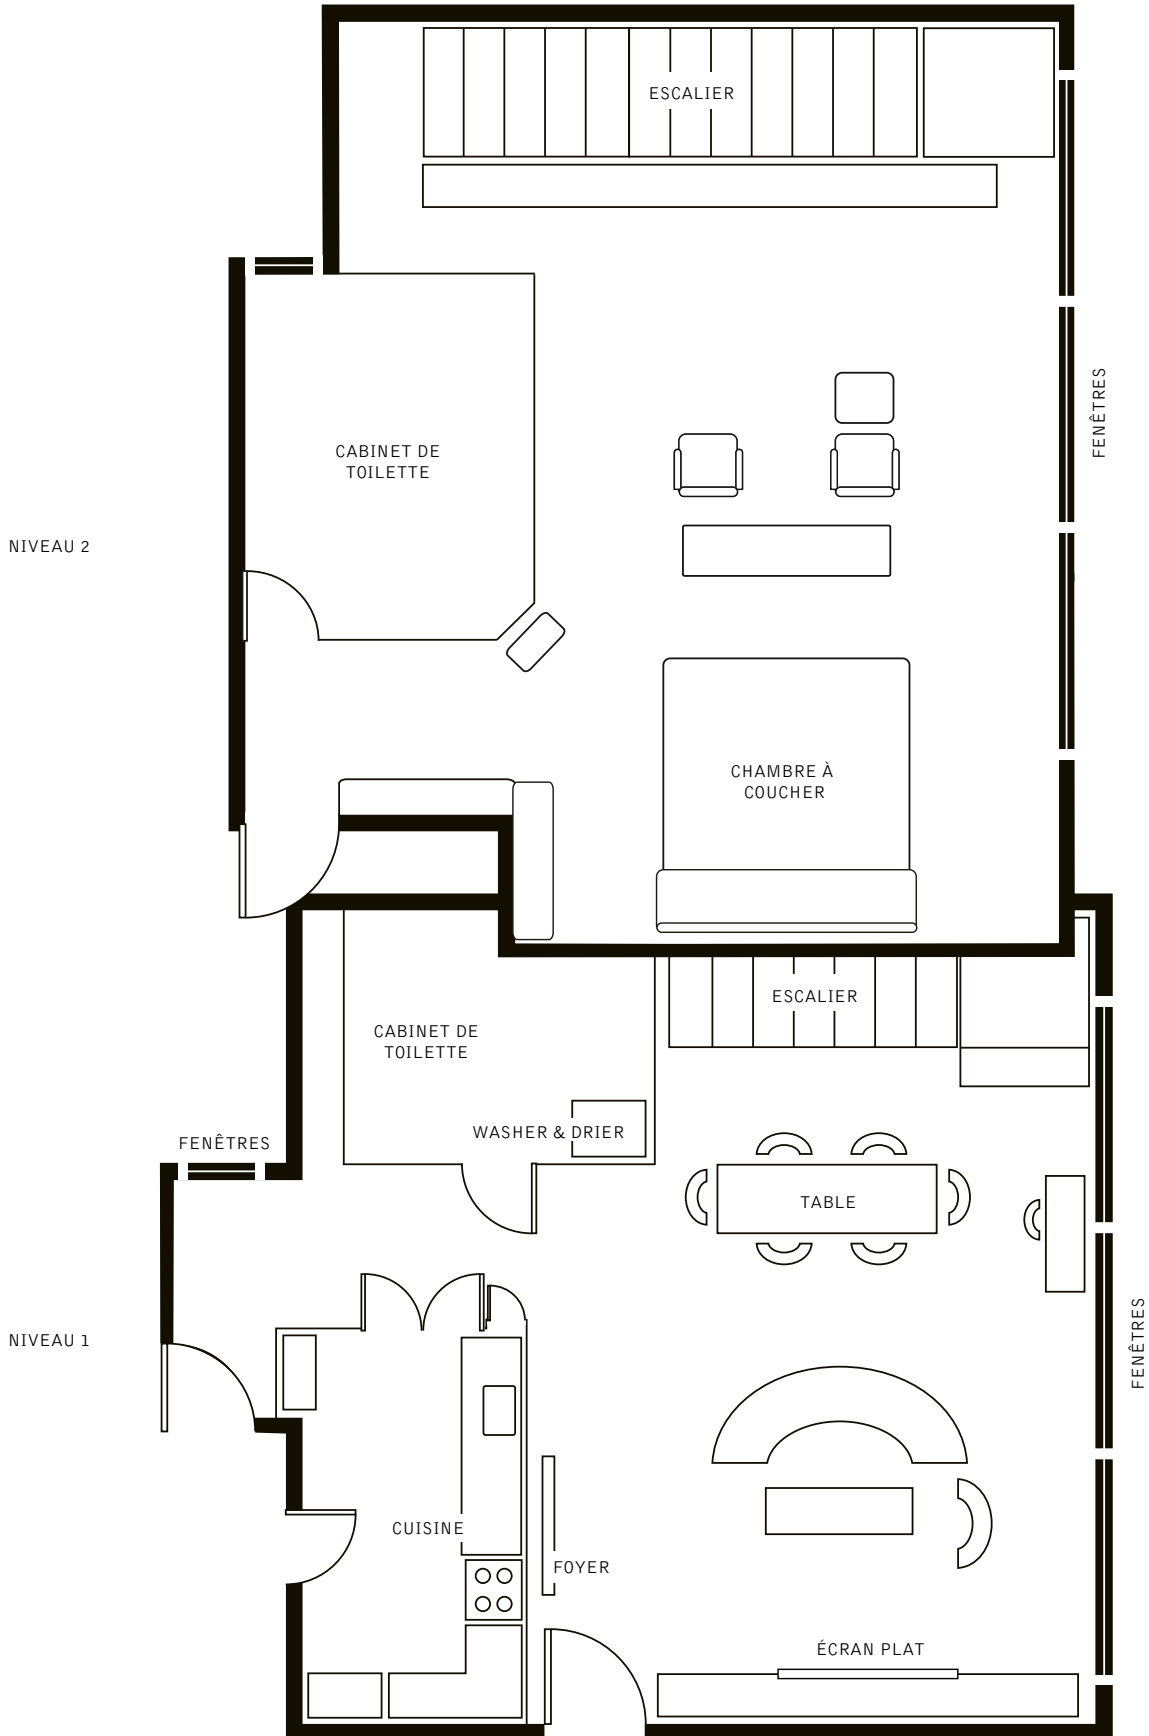 ESCALIER
FENÊTRES
CABINET DE
TOILETTE
NIVEAU 2
CHAMBRE À
COUCHER
ESCALIER
CABINET DE
TOILETTE
WASHER & DRIER
FENÊTRES
TABLE
NIVEAU 1
FENÊTRES
CUISINE
FOYER
ÉCRAN PLAT